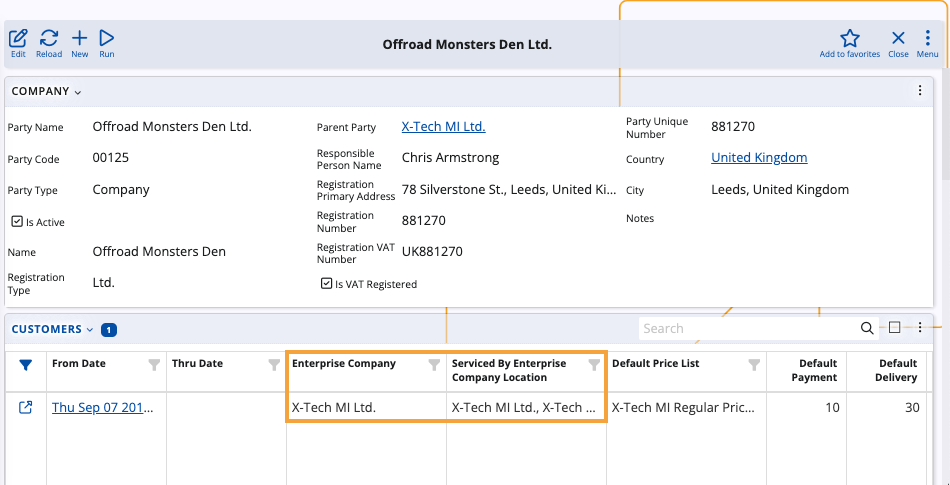 Offroad Monsters Den Ltd.
Edit Reload New Run Add to favorites Close Menu
COMPANY
Party Name Offroad Monsters Den Ltd.
Party Code 00125
Party Type Company
Is Active
Name Offroad Monsters Den
Registration
Type Ltd.
Parent Party X-Tech MI Ltd.
Responsible
Person Name Chris Armstrong
Registration
Primary Address 78 Silverstone St., Leeds, United Ki...
Registration
Number 881270
Registration VAT
Number UK881270
Is VAT Registered
Party Unique
Number 881270
Country United Kingdom
City Leeds, United Kingdom
Notes
CUSTOMERS 1 Search
From Date Thru Date Enterprise Company Serviced By Enterprise
Company Location Default Price List Default
Payment Default
Delivery
Thu Sep 07 201... X-Tech MI Ltd. X-Tech MI Ltd., X-Tech ... X-Tech MI Regular Pric... 10 30